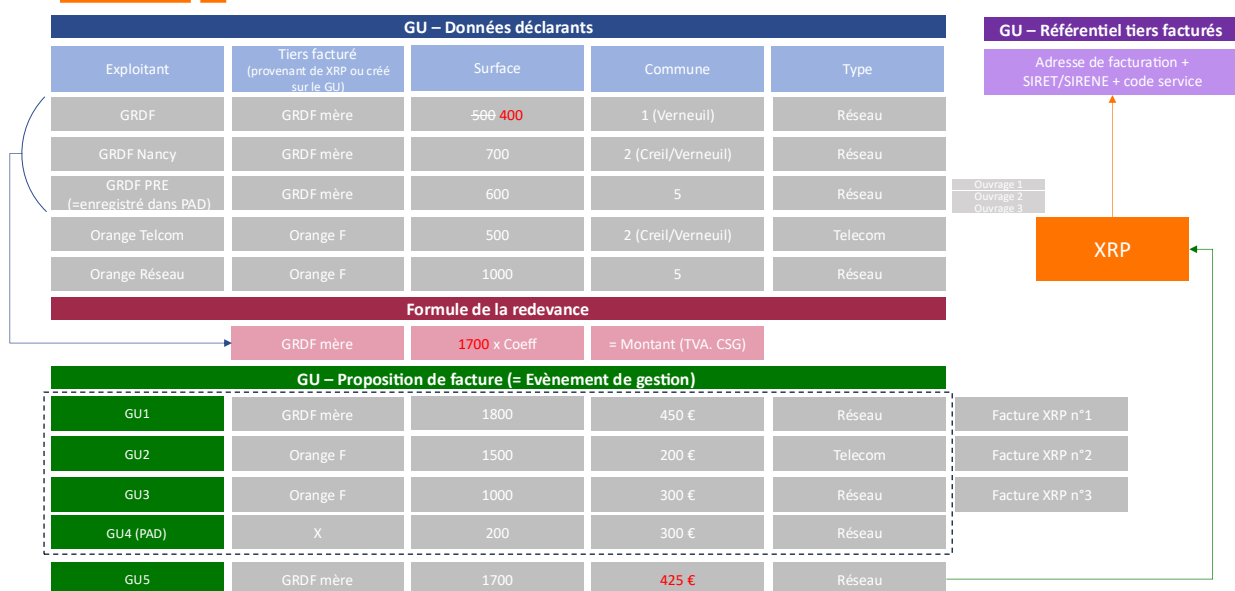 GU – Données déclarants
GU – Référentiel tiers facturés
Exploitant
Tiers facturé
(provenant de XRP ou créé
sur le GU)
Surface
Commune
Type
Adresse de facturation +
SIRET/SIRENE + code service
GRDF
GRDF mère
500 400
1 (Verneuil)
Réseau
GRDF Nancy
GRDF mère
700
2 (Creil/Verneuil)
Réseau
GRDF PRE
(=enregistré dans PAD)
GRDF mère
600
5
Réseau
Ouvrage 1
Ouvrage 2
Ouvrage 3
Orange Telcom
Orange F
500
2 (Creil/Verneuil)
Telecom
XRP
Orange Réseau
Orange F
1000
5
Réseau
Formule de la redevance
GRDF mère
1700 x Coeff
= Montant (TVA. CSG)
GU – Proposition de facture (= Evènement de gestion)
GU1
GRDF mère
1800
450 €
Réseau
Facture XRP n°1
GU2
Orange F
1500
200 €
Telecom
Facture XRP n°2
GU3
Orange F
1000
300 €
Réseau
Facture XRP n°3
GU4 (PAD)
X
200
300 €
Réseau
GU5
GRDF mère
1700
425 €
Réseau